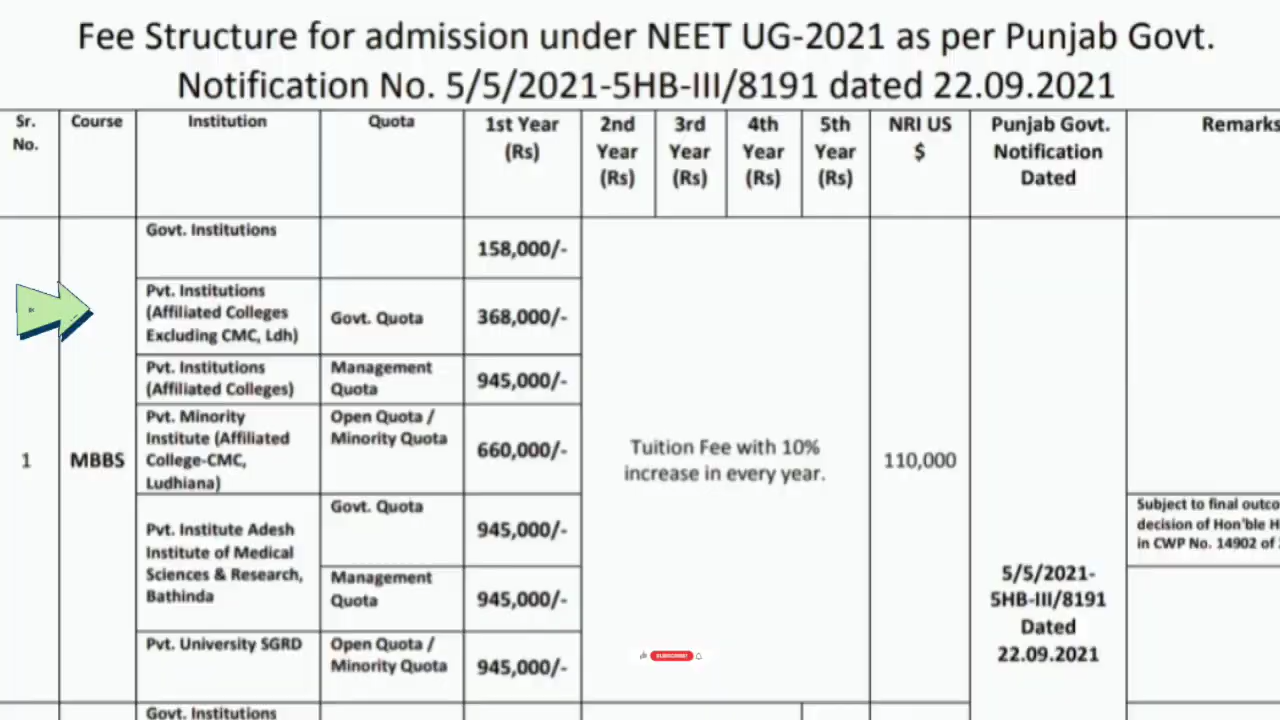 Fee Structure for admission under NEET UG-2021 as per Punjab Govt.
Notification No. 5/5/2021-5HB-III/8191 dated 22.09.2021
Sr. No.
Course
Institution
Quota
1st Year (Rs)
2nd Year (Rs)
3rd Year (Rs)
4th Year (Rs)
5th Year (Rs)
NRI US $
Punjab Govt. Notification Dated
Remarks
1
MBBS
Govt. Institutions
158,000/-
Pvt. Institutions
(Affiliated Colleges
Excluding CMC, Ldh)
Govt. Quota
368,000/-
Pvt. Institutions
(Affiliated Colleges)
Management
Quota
945,000/-
Pvt. Minority
Institute (Affiliated
College-CMC,
Ludhiana)
Open Quota /
Minority Quota
660,000/-
Pvt. Institute Adesh
Institute of Medical
Sciences & Research,
Bathinda
Govt. Quota
945,000/-
Management
Quota
945,000/-
Pvt. University SGRD
Open Quota /
Minority Quota
945,000/-
Tuition Fee with 10%
increase in every year.
110,000
5/5/2021-
5HB-III/8191
Dated
22.09.2021
Subject to final outco
decision of Hon'ble H
in CWP No. 14902 of
SUBSCRIBE
Govt. Institutions